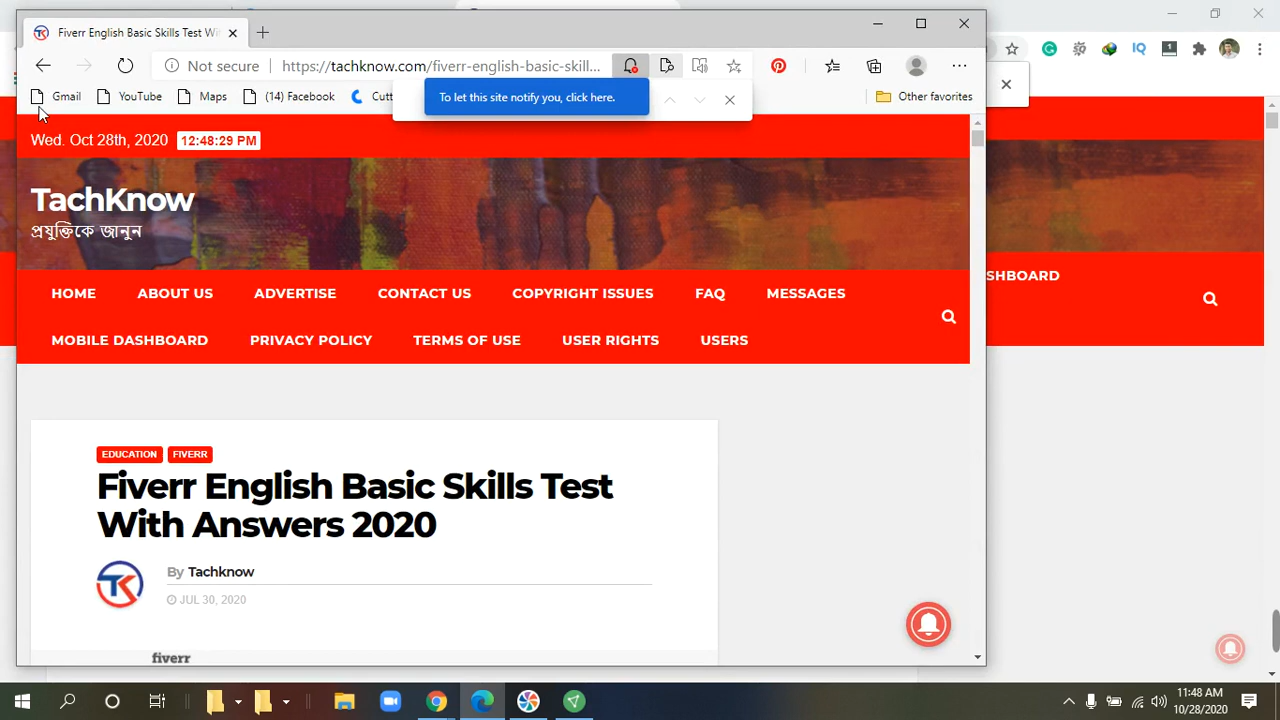 Fiverr English Basic Skills Test Wi
Not secure
https://tachknow.com/fiverr-english-basic-skill...
Gmail
YouTube
Maps
(14) Facebook
Cutt
To let this site notify you, click here.
Other favorites
Wed. Oct 28th, 2020 12:48:29 PM
TachKnow
প্রযুক্তিকে জানুন
HOME ABOUT US ADVERTISE CONTACT US COPYRIGHT ISSUES FAQ MESSAGES
MOBILE DASHBOARD PRIVACY POLICY TERMS OF USE USER RIGHTS USERS
SHBOARD
EDUCATION FIVERR
Fiverr English Basic Skills Test
With Answers 2020
By Tachknow
JUL 30, 2020
fiverr
IQ
1
11:48 AM
10/28/2020